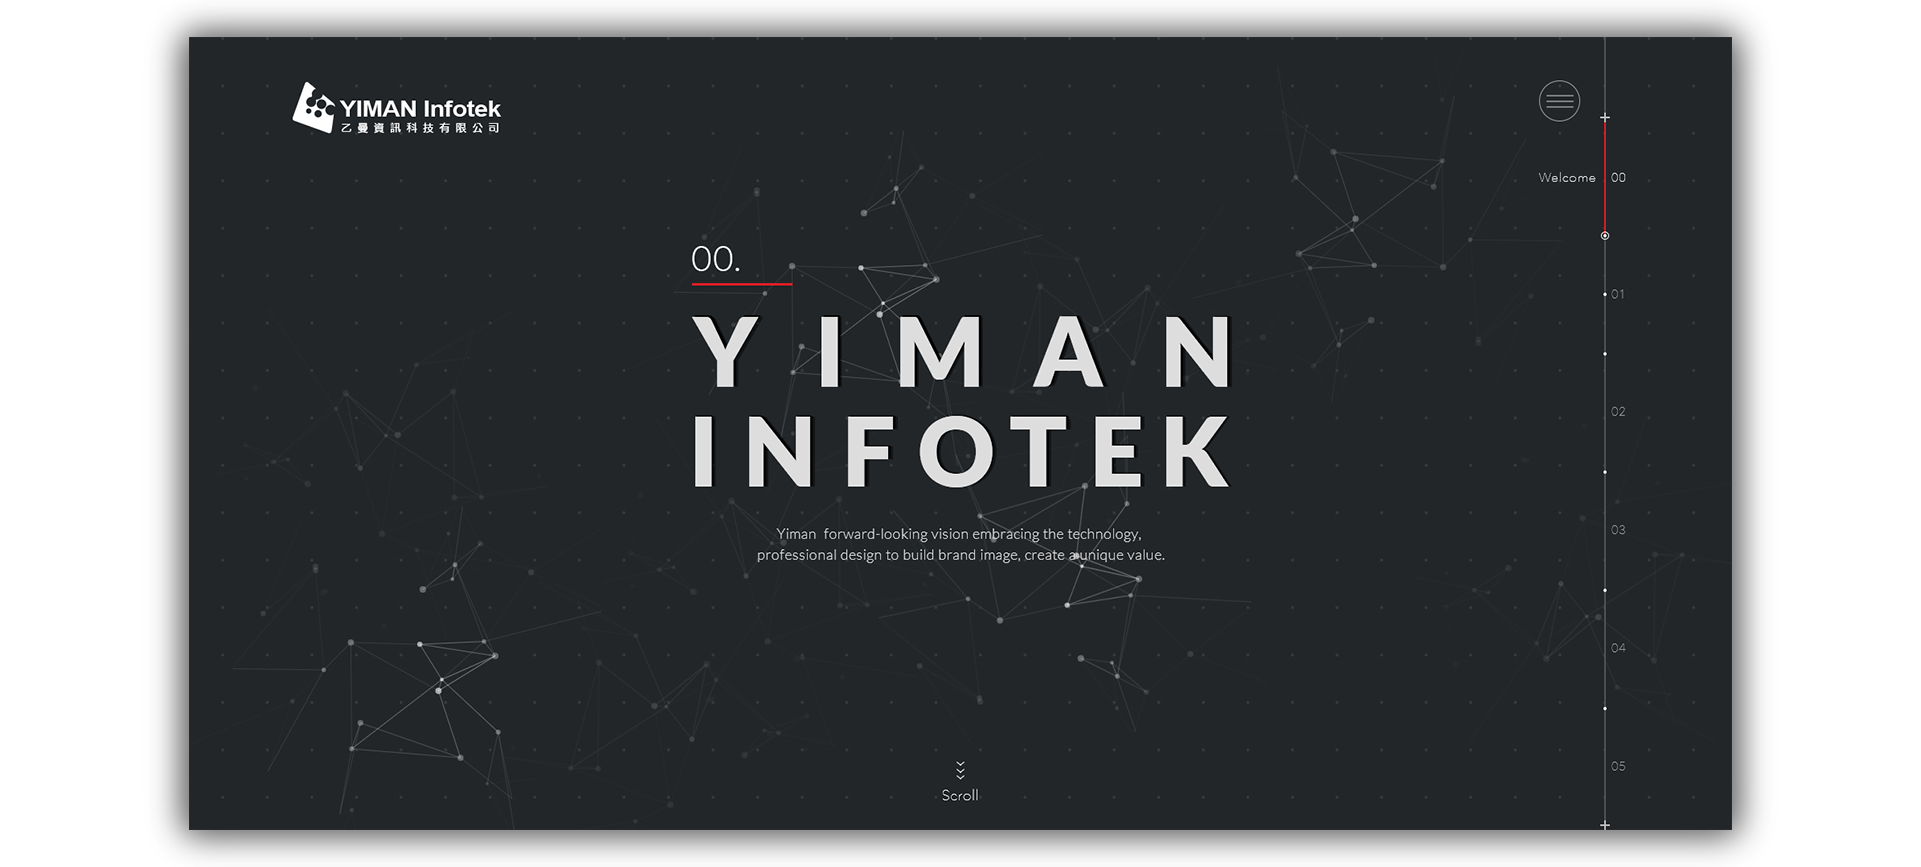 YIMAN Infotek
乙曼資訊科技有限公司
Welcome 00
00.
YIMAN
INFOTEK
Yiman forward-looking vision embracing the technology,
professional design to build brand image, create a unique value.
01
02
03
04
05
Scroll